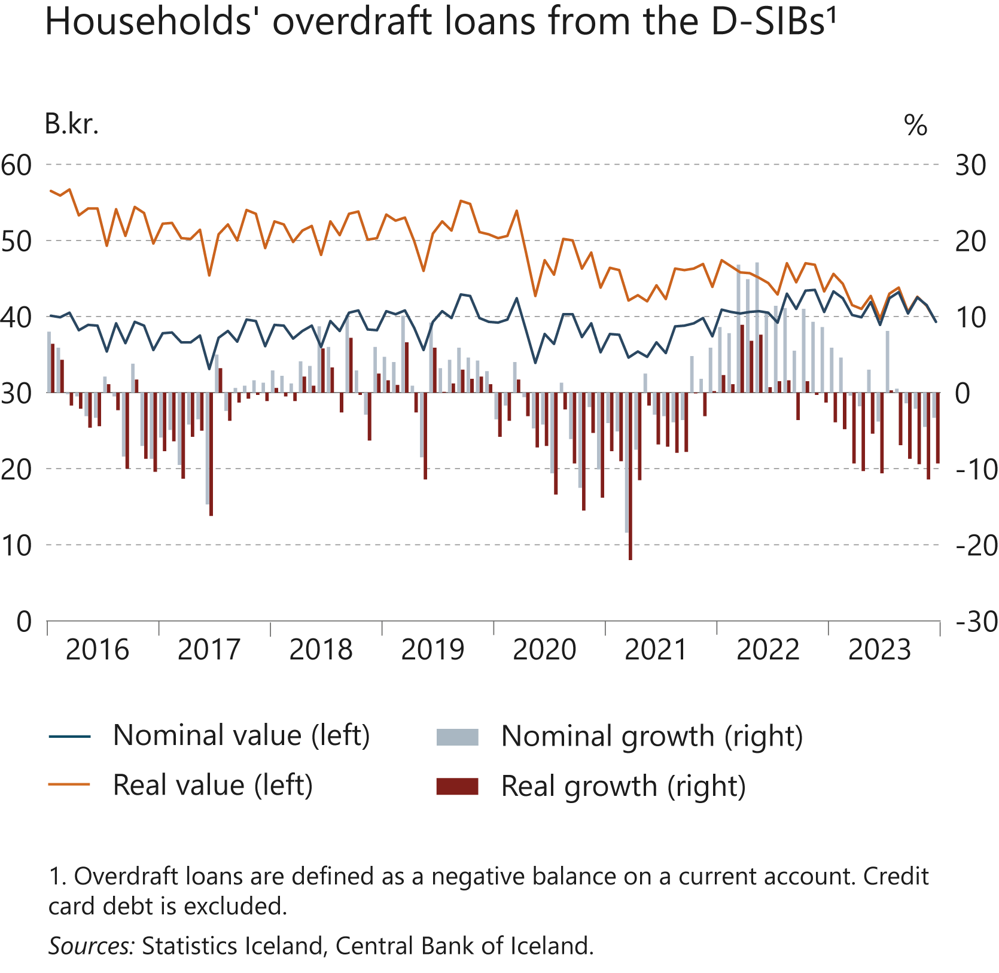 Households' overdraft loans from the D-SIBs¹
B.kr. %
60 30
50 20
40 10
30 0
20 -10
10 -20
0 -30
2016 2017 2018 2019 2020 2021 2022 2023
Nominal value (left) Nominal growth (right)
Real value (left) Real growth (right)
1. Overdraft loans are defined as a negative balance on a current account. Credit
card debt is excluded.
Sources: Statistics Iceland, Central Bank of Iceland.